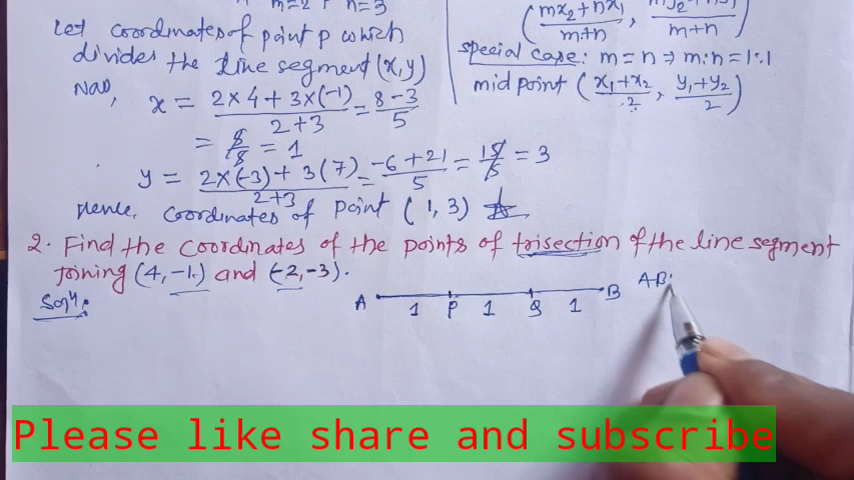 m=2, n=3
Let coordinates of point p which
divides the line segment (x,y)
Now,
x = 2×4+3×(-1)/2+3 = 8-3/5
= 5/5 = 1
y = 2×(-3)+3(7)/2+3 = -6+21/5 = 15/5 = 3
Hence, coordinates of point (1,3)
(mx2+nx1/m+n, my2+ny1/m+n)
special case: m=n ⇒ m:n=1:1
mid point (x1+x2/2, y1+y2/2)
2. Find the coordinates of the points of trisection of the line segment
joining (4,-1) and (-2,-3).
Solⁿ:
A 1 P 1 Q 1 B
AB
Please like share and subscribe